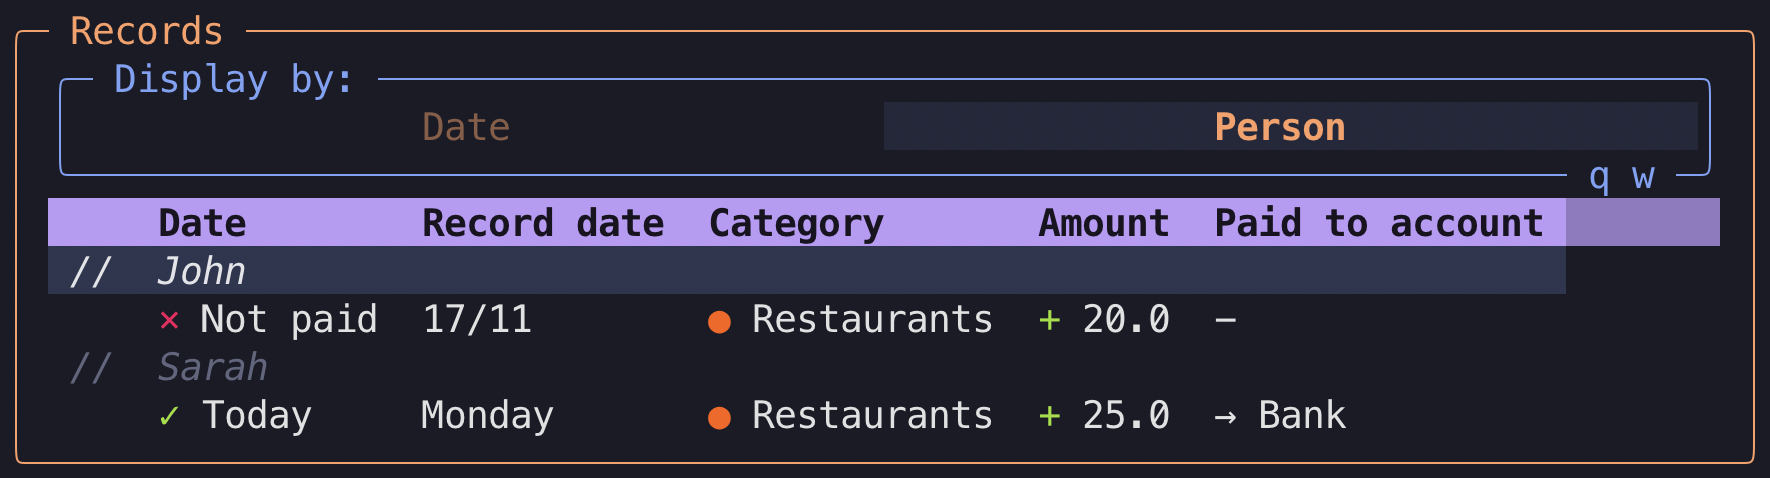 Records
Display by:
Date Person
q w
Date Record date Category Amount Paid to account
// John
✕ Not paid 17/11 ● Restaurants + 20.0 –
// Sarah
✓ Today Monday ● Restaurants + 25.0 → Bank